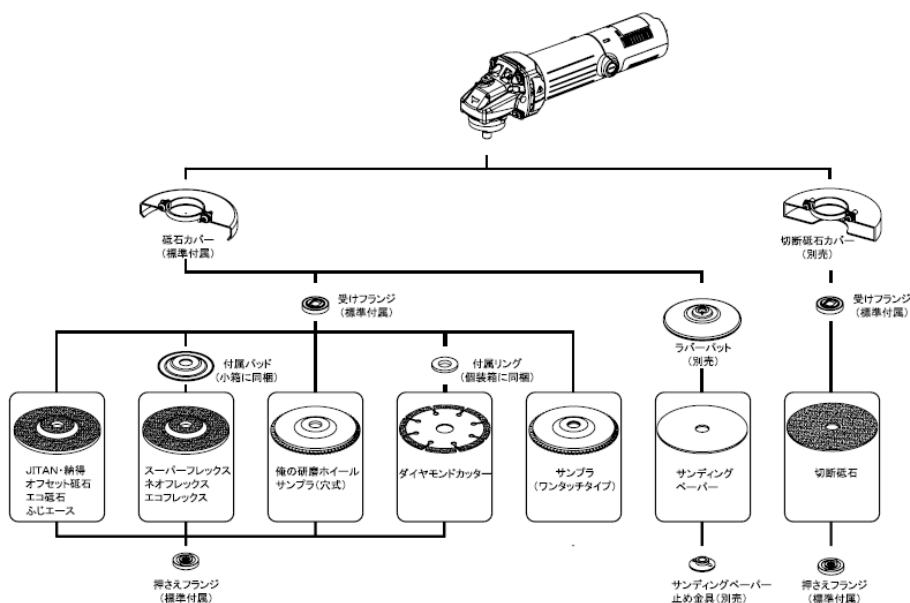 砥石カバー
(標準付属)
切断砥石カバー
(別売)
受けフランジ
(標準付属)
受けフランジ
(標準付属)
ラバーパット
(別売)
付属パッド
(小箱に同梱)
付属リング
(個装箱に同梱)
JITAN・納得
オフセット砥石
エコ砥石
ふじエース
スーパーフレックス
ネオフレックス
エコフレックス
俺の研磨ホイール
サンプラ(穴式)
ダイヤモンドカッター
サンプラ
(ワンタッチタイプ)
サンディング
ペーパー
切断砥石
押さえフランジ
(標準付属)
サンディングペーパー
止め金具(別売)
押さえフランジ
(標準付属)